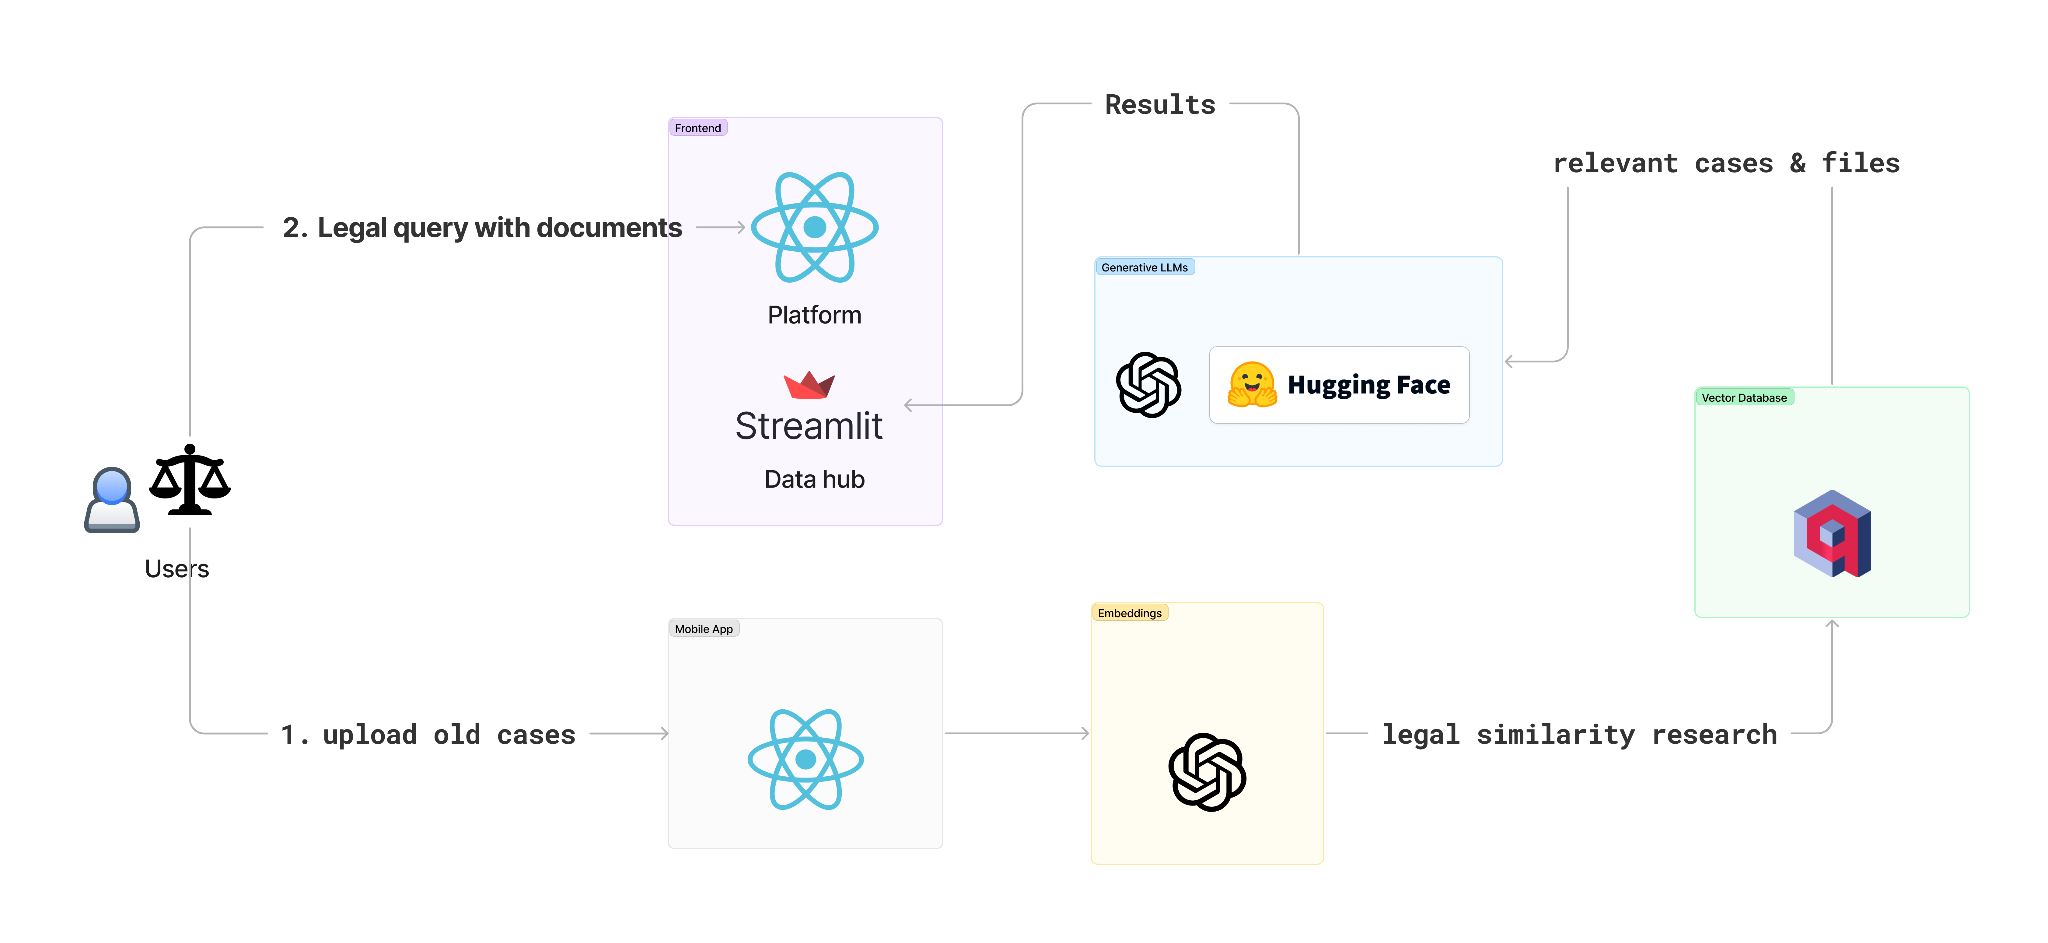 Results
Frontend
relevant cases & files
2. Legal query with documents
Generative LLMs
Platform
Hugging Face
Vector Database
Streamlit
Data hub
Users
Embeddings
Mobile App
1. upload old cases
legal similarity research